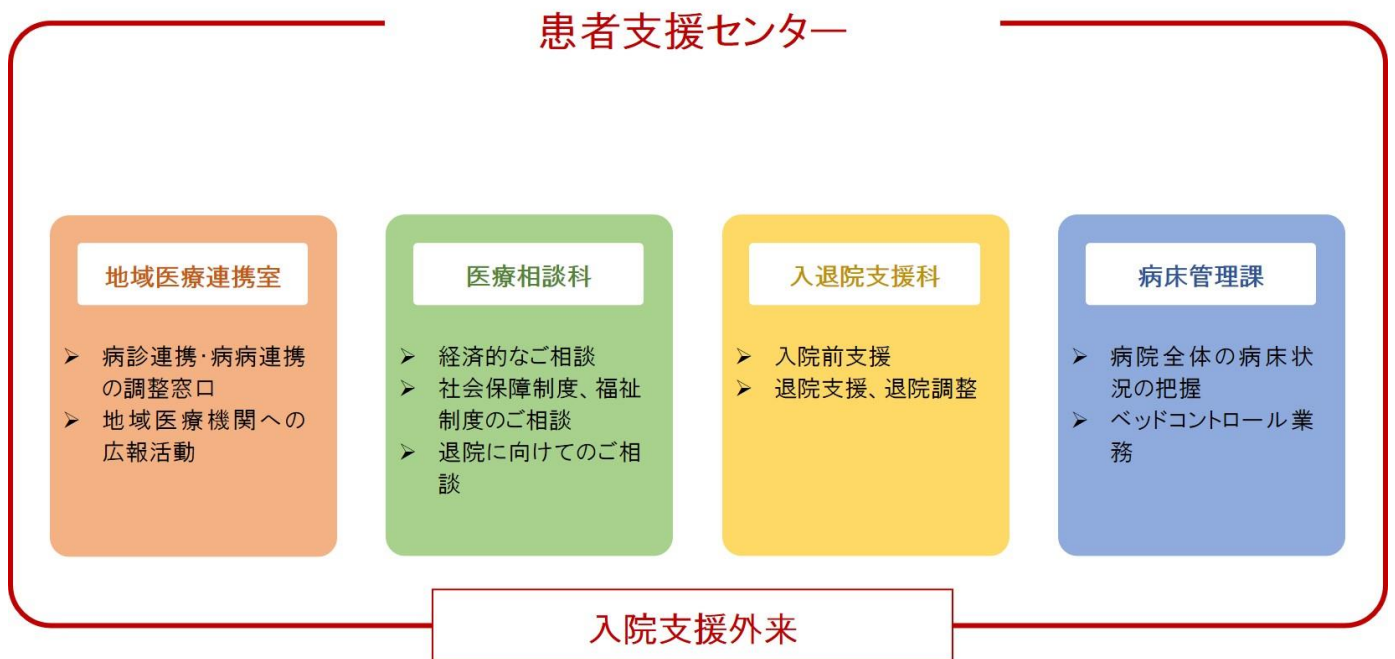 患者支援センター
地域医療連携室
➢ 病診連携・病病連携
の調整窓口
➢ 地域医療機関への
広報活動
医療相談科
➢ 経済的なご相談
➢ 社会保障制度、福祉
制度のご相談
➢ 退院に向けてのご相
談
入退院支援科
➢ 入院前支援
➢ 退院支援、退院調整
病床管理課
➢ 病院全体の病床状
況の把握
➢ ベッドコントロール業
務
入院支援外来